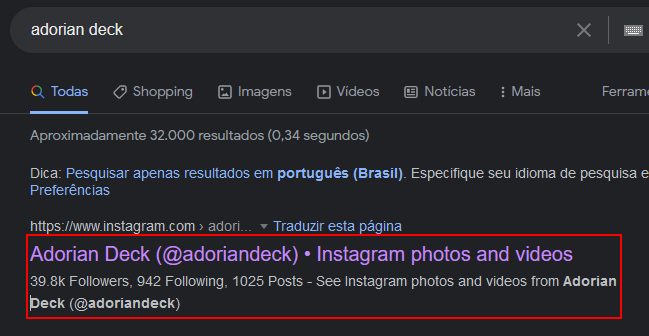 adorian deck
Todas Shopping Imagens Vídeos Notícias Mais Ferrame
Aproximadamente 32.000 resultados (0,34 segundos)
Dica: Pesquisar apenas resultados em português (Brasil). Especifique seu idioma de pesquisa e
Preferências
https://www.instagram.com › adori... Traduzir esta página
Adorian Deck (@adoriandeck) • Instagram photos and videos
39.8k Followers, 942 Following, 1025 Posts - See Instagram photos and videos from Adorian
Deck (@adoriandeck)